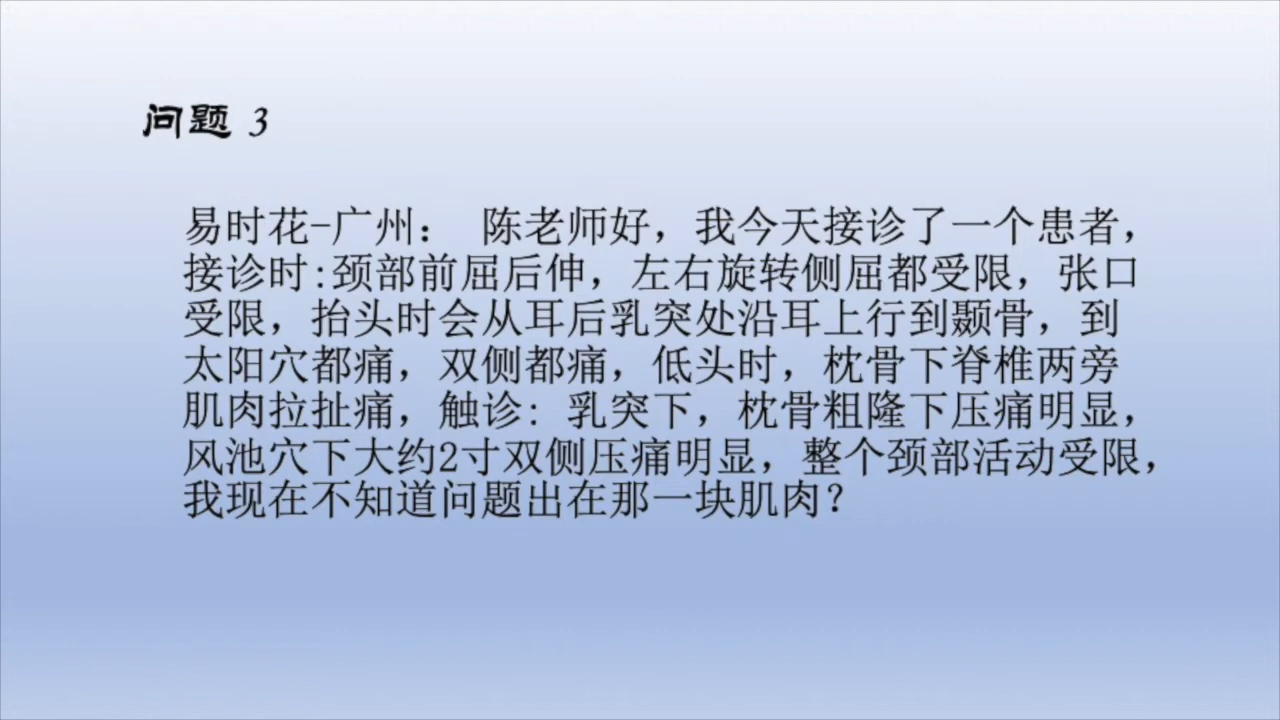 问题 3
易时花-广州： 陈老师好，我今天接诊了一个患者，
接诊时:颈部前屈后伸，左右旋转侧屈都受限，张口
受限，抬头时会从耳后乳突处沿耳上行到颞骨，到
太阳穴都痛，双侧都痛，低头时，枕骨下脊椎两旁
肌肉拉扯痛，触诊: 乳突下，枕骨粗隆下压痛明显，
风池穴下大约2寸双侧压痛明显，整个颈部活动受限，
我现在不知道问题出在那一块肌肉？